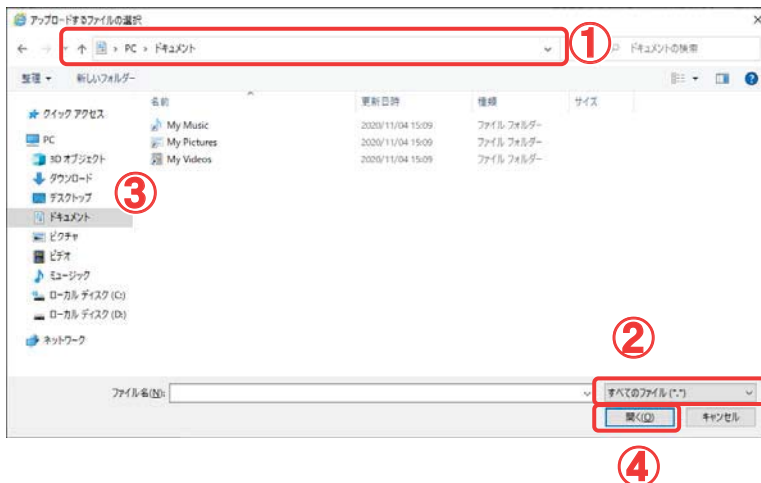 アップロードするファイルの選択
PC › ドキュメント
①
ドキュメントの検索
整理 新しいフォルダー
名前 更新日時 種類 サイズ
My Music 2020/11/04 15:09 ファイル フォルダー
My Pictures 2020/11/04 15:09 ファイル フォルダー
My Videos 2020/11/04 15:09 ファイル フォルダー
クイック アクセス
PC
3D オブジェクト
ダウンロード
③
デスクトップ
ドキュメント
ピクチャ
ビデオ
ミュージック
ローカル ディスク (C:)
ローカル ディスク (D:)
ネットワーク
②
ファイル名(N):
すべてのファイル (*.*)
開く(O) キャンセル
④